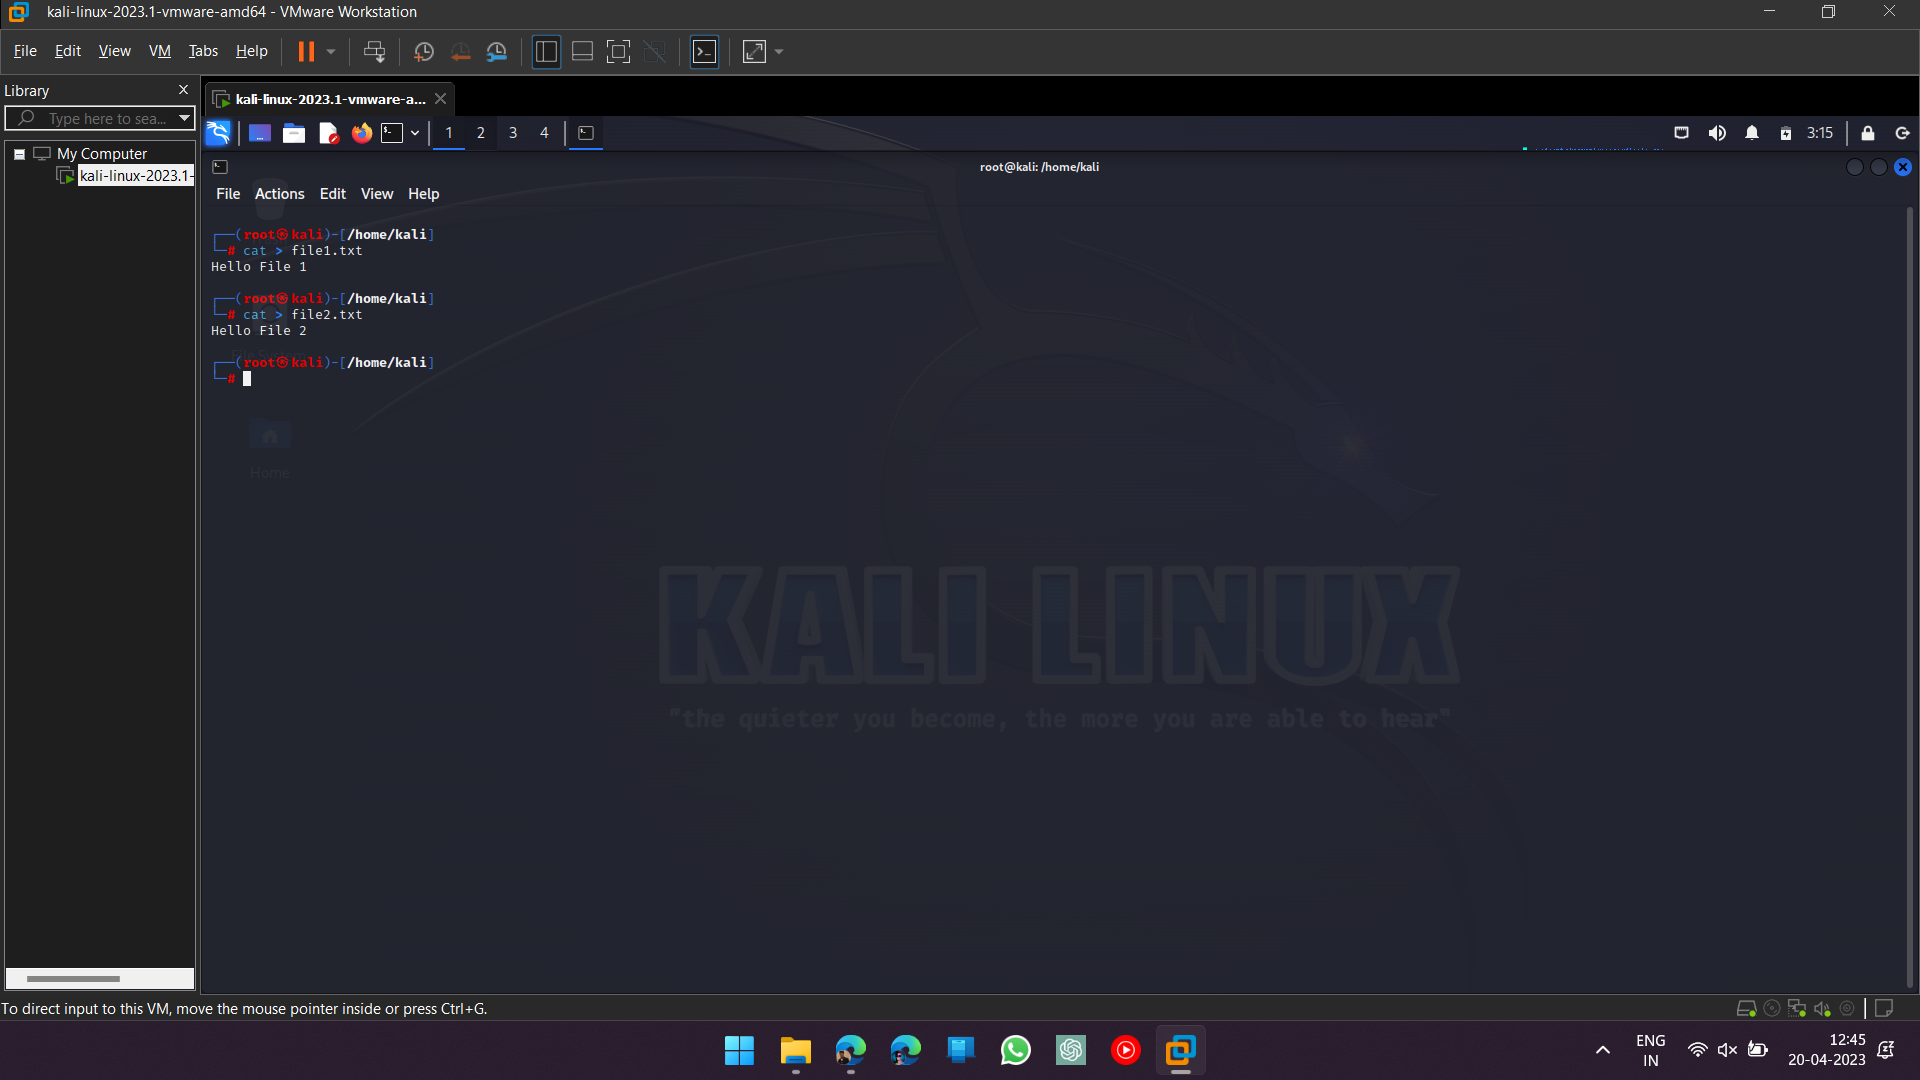 kali-linux-2023.1-vmware-amd64 - VMware Workstation
File Edit View VM Tabs Help
Library
Type here to sea...
My Computer
kali-linux-2023.1-
kali-linux-2023.1-vmware-a...
1 2 3 4
3:15
root@kali: /home/kali
File Actions Edit View Help
┌──(root㉿kali)-[/home/kali]
└─# cat > file1.txt
Hello File 1
┌──(root㉿kali)-[/home/kali]
└─# cat > file2.txt
Hello File 2
┌──(root㉿kali)-[/home/kali]
└─#
Home
KALI LINUX
"the quieter you become, the more you are able to hear"
To direct input to this VM, move the mouse pointer inside or press Ctrl+G.
ENG
IN
12:45
20-04-2023